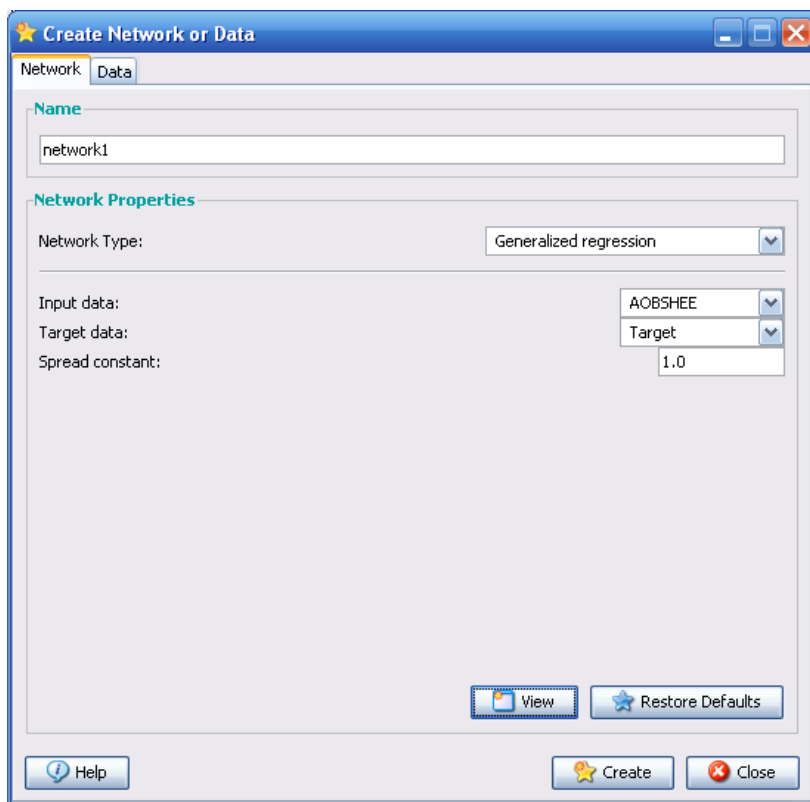 Create Network or Data
Network Data
Name
network1
Network Properties
Network Type: Generalized regression
Input data: AOBSHEE
Target data: Target
Spread constant: 1.0
View Restore Defaults
Help Create Close